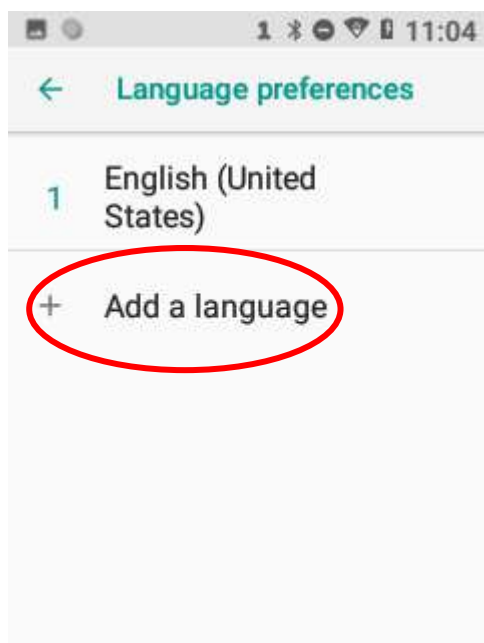 1 11:04
Language preferences
1 English (United
States)
+ Add a language